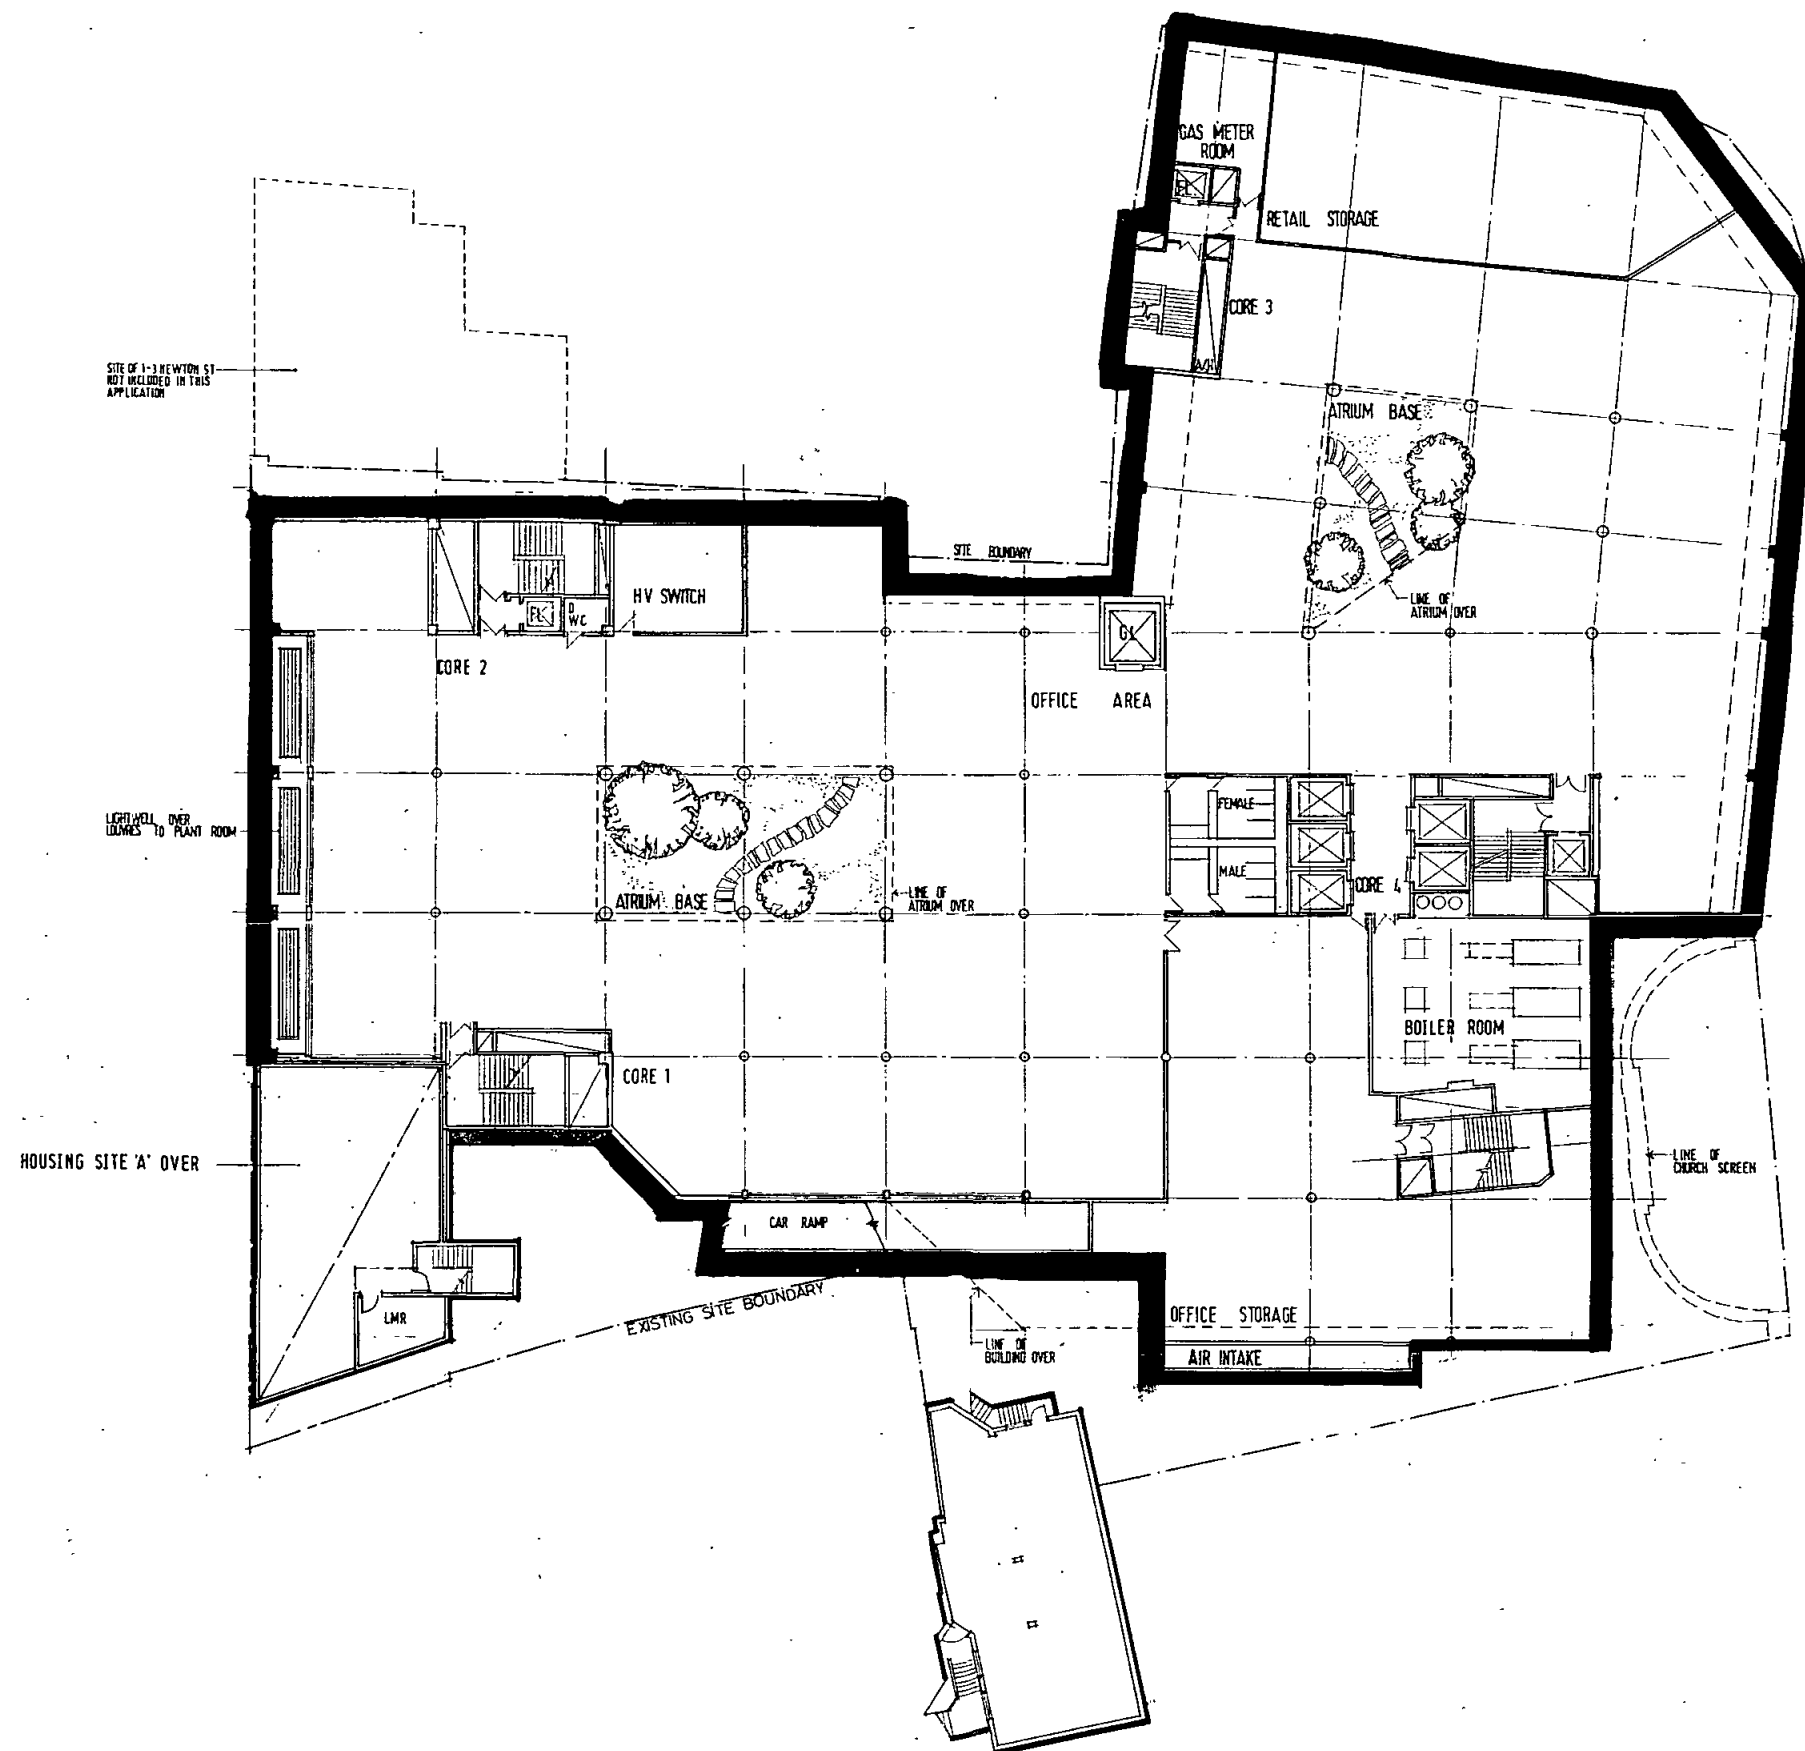 GAS METER
ROOM
FL
RETAIL STORAGE
CORE 3
A/H
SITE OF 1-3 NEWTON ST
NOT INCLUDED IN THIS
APPLICATION
ATRIUM BASE
SITE BOUNDARY
LINE OF
ATRIUM OVER
HV SWITCH
FL
D
WC
GL
CORE 2
OFFICE AREA
LIGHTWELL OVER
LOUVRES TO PLANT ROOM
FEMALE
MALE
CORE 4
ATRIUM BASE
LINE OF
ATRIUM OVER
BOILER ROOM
CORE 1
HOUSING SITE 'A' OVER
LINE OF
CHURCH SCREEN
CAR RAMP
EXISTING SITE BOUNDARY
LMR
OFFICE STORAGE
LINE OF
BUILDING OVER
AIR INTAKE